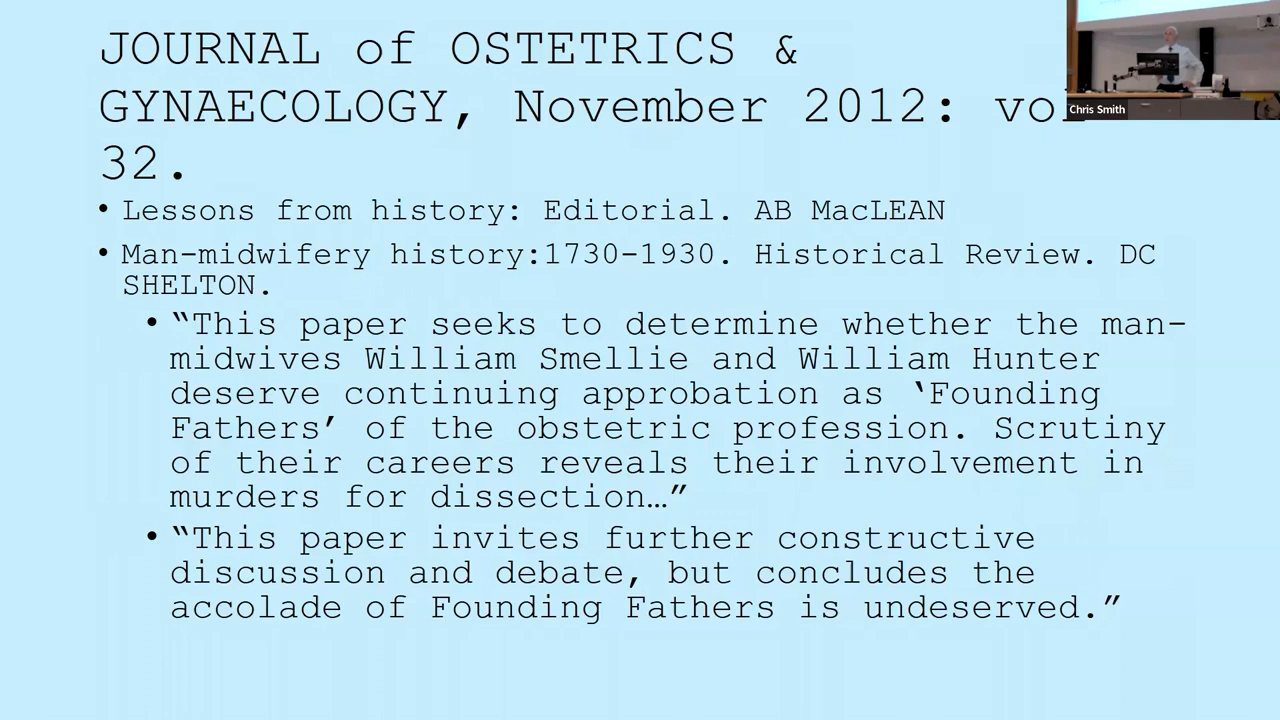 JOURNAL of OSTETRICS &
GYNAECOLOGY, November 2012: vo
32.
Chris Smith
• Lessons from history: Editorial. AB MacLEAN
• Man-midwifery history:1730-1930. Historical Review. DC
SHELTON.
• “This paper seeks to determine whether the man-
midwives William Smellie and William Hunter
deserve continuing approbation as ‘Founding
Fathers’ of the obstetric profession. Scrutiny
of their careers reveals their involvement in
murders for dissection…”
• “This paper invites further constructive
discussion and debate, but concludes the
accolade of Founding Fathers is undeserved.”